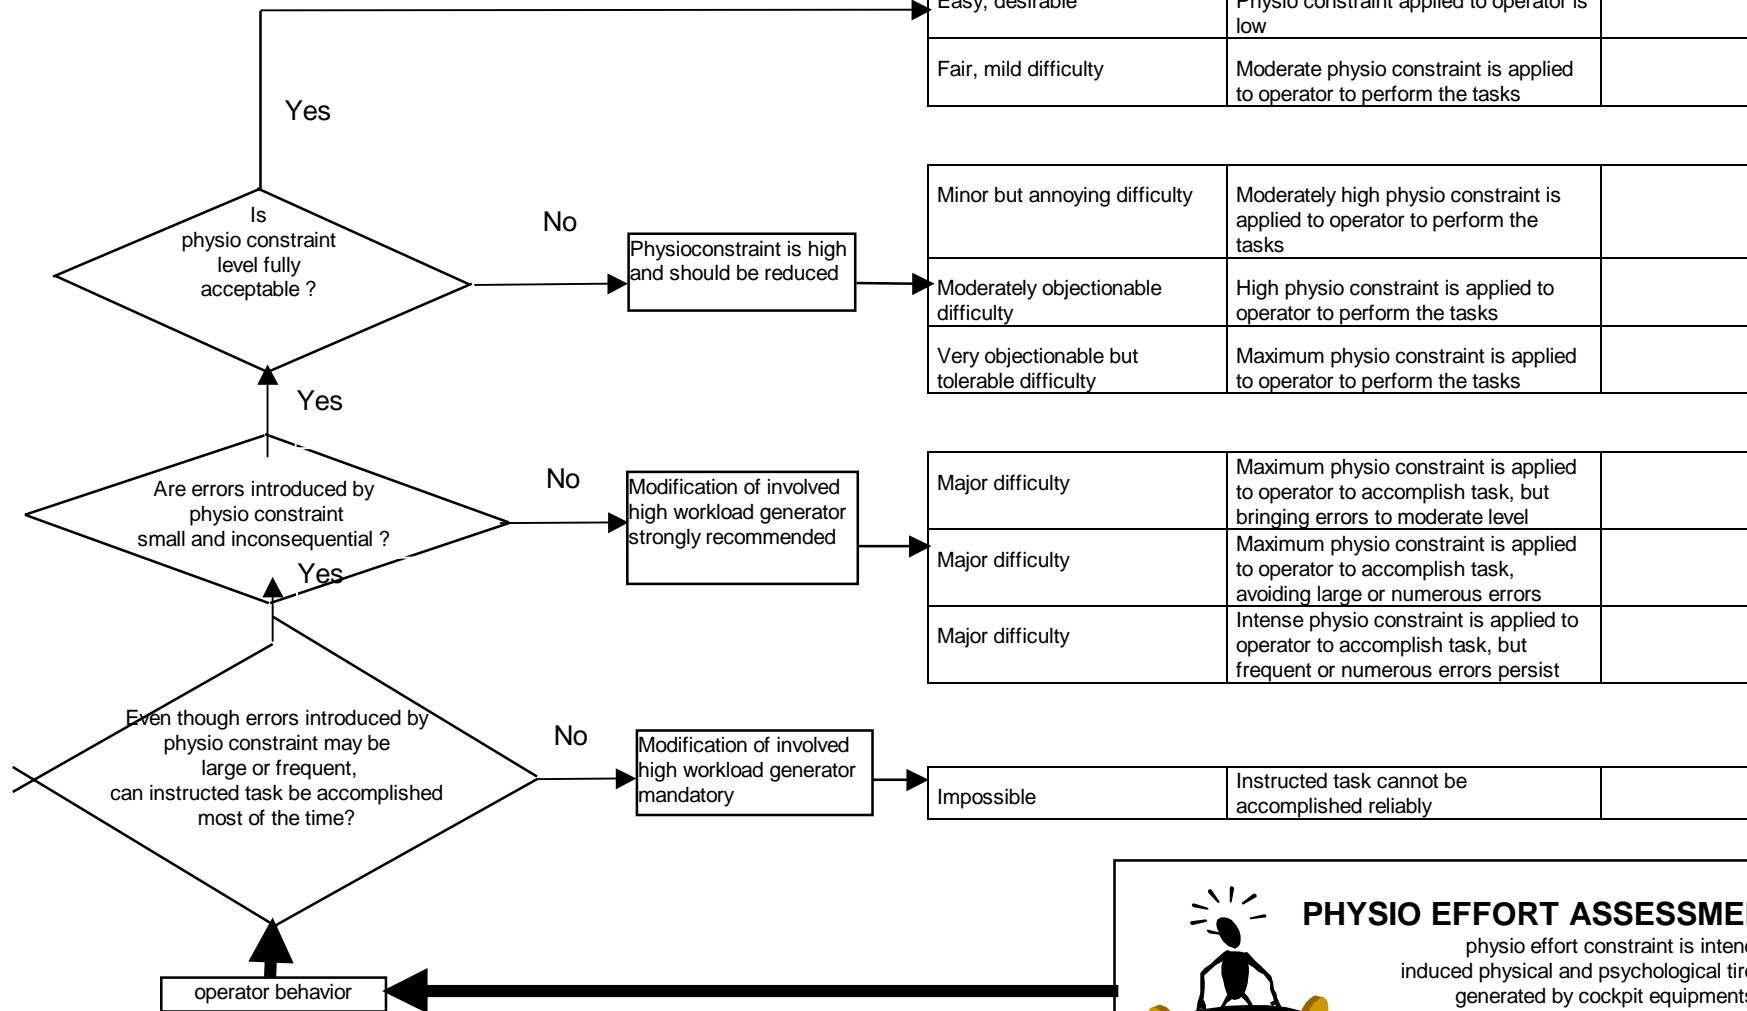 Easy, desirable
Physio constraint applied to operator is
low
Fair, mild difficulty
Moderate physio constraint is applied
to operator to perform the tasks
Yes
Is
physio constraint
level fully
acceptable ?
No
Physioconstraint is high
and should be reduced
Minor but annoying difficulty
Moderately high physio constraint is
applied to operator to perform the
tasks
Moderately objectionable
difficulty
High physio constraint is applied to
operator to perform the tasks
Very objectionable but
tolerable difficulty
Maximum physio constraint is applied
to operator to perform the tasks
Yes
Are errors introduced by
physio constraint
small and inconsequential ?
No
Modification of involved
high workload generator
strongly recommended
Major difficulty
Maximum physio constraint is applied
to operator to accomplish task, but
bringing errors to moderate level
Major difficulty
Maximum physio constraint is applied
to operator to accomplish task,
avoiding large or numerous errors
Major difficulty
Intense physio constraint is applied to
operator to accomplish task, but
frequent or numerous errors persist
Yes
Even though errors introduced by
physio constraint may be
large or frequent,
can instructed task be accomplished
most of the time?
No
Modification of involved
high workload generator
mandatory
Impossible
Instructed task cannot be
accomplished reliably
operator behavior
PHYSIO EFFORT
physio effort constraint is
induced physical and psychological
generated by cockpit equipments